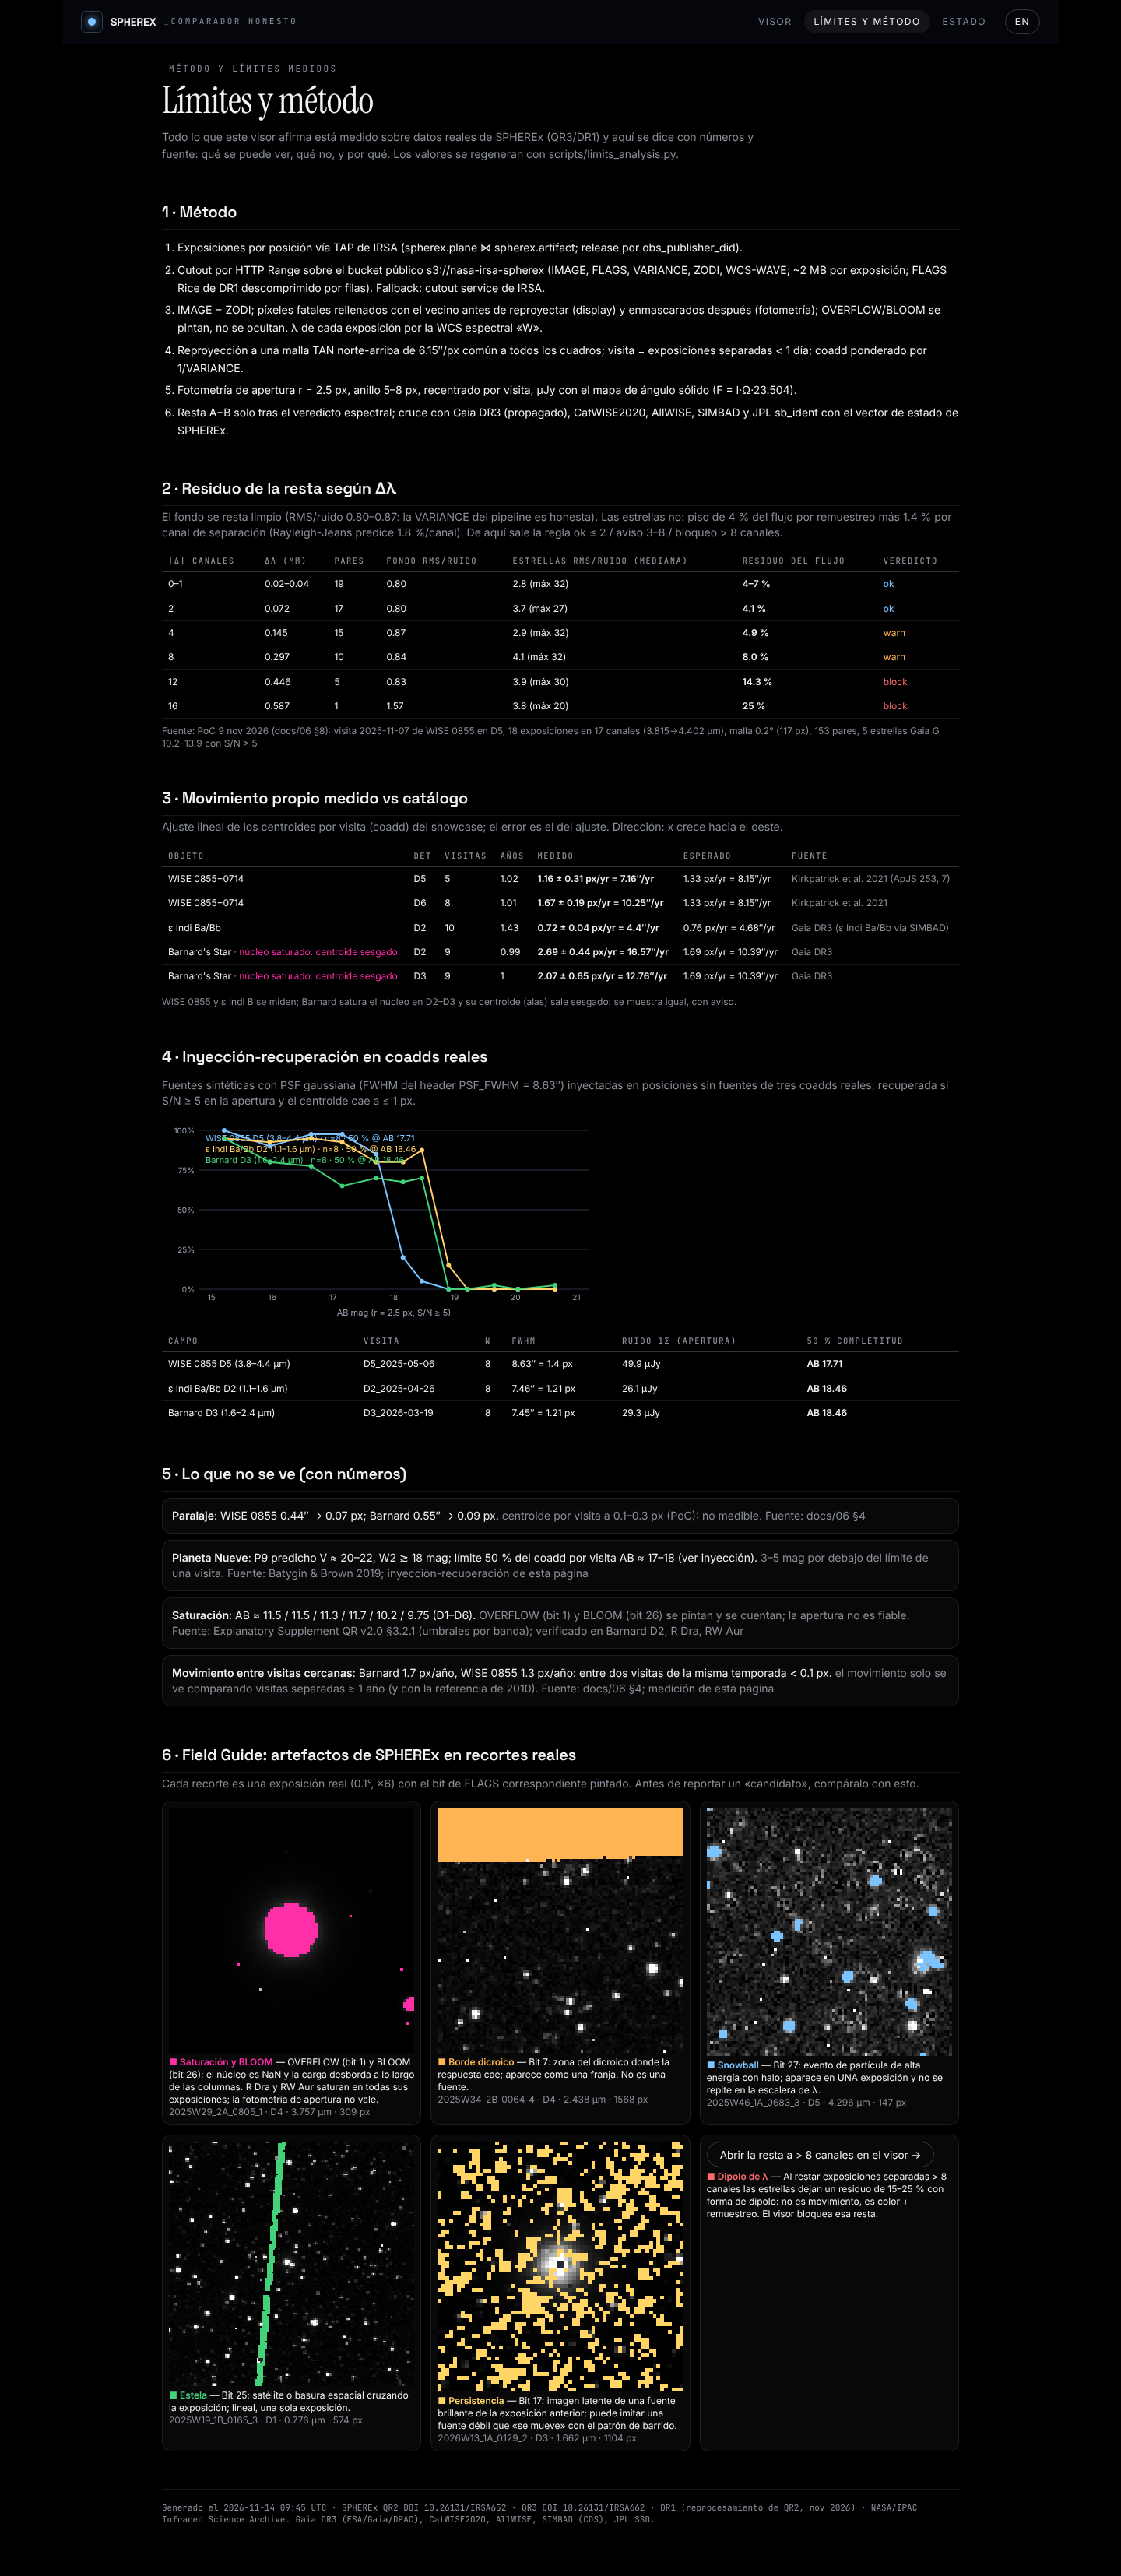 SPHEREX _COMPARADOR HONESTO
VISOR LÍMITES Y MÉTODO ESTADO EN
_MÉTODO Y LÍMITES MEDIDOS
Límites y método
Todo lo que este visor afirma está medido sobre datos reales de SPHEREx (QR3/DR1) y aquí se dice con números y
fuente: qué se puede ver, qué no, y por qué. Los valores se regeneran con scripts/limits_analysis.py.
1 · Método
1. Exposiciones por posición vía TAP de IRSA (spherex.plane ⋈ spherex.artifact; release por obs_publisher_did).
2. Cutout por HTTP Range sobre el bucket público s3://nasa-irsa-spherex (IMAGE, FLAGS, VARIANCE, ZODI, WCS-WAVE; ~2 MB por exposición; FLAGS
Rice de DR1 descomprimido por filas). Fallback: cutout service de IRSA.
3. IMAGE − ZODI; píxeles fatales rellenados con el vecino antes de reproyectar (display) y enmascarados después (fotometría); OVERFLOW/BLOOM se
pintan, no se ocultan. λ de cada exposición por la WCS espectral «W».
4. Reproyección a una malla TAN norte-arriba de 6.15″/px común a todos los cuadros; visita = exposiciones separadas < 1 día; coadd ponderado por
1/VARIANCE.
5. Fotometría de apertura r = 2.5 px, anillo 5–8 px, recentrado por visita, μJy con el mapa de ángulo sólido (F = I·Ω·23.504).
6. Resta A−B solo tras el veredicto espectral; cruce con Gaia DR3 (propagado), CatWISE2020, AllWISE, SIMBAD y JPL sb_ident con el vector de estado de
SPHEREx.
2 · Residuo de la resta según Δλ
El fondo se resta limpio (RMS/ruido 0.80–0.87: la VARIANCE del pipeline es honesta). Las estrellas no: piso de 4 % del flujo por remuestreo más 1.4 % por
canal de separación (Rayleigh-Jeans predice 1.8 %/canal). De aquí sale la regla ok ≤ 2 / aviso 3–8 / bloqueo > 8 canales.
|Δ| CANALES ΔΛ (ΜM) PARES FONDO RMS/RUIDO ESTRELLAS RMS/RUIDO (MEDIANA) RESIDUO DEL FLUJO VEREDICTO
0–1 0.02–0.04 19 0.80 2.8 (máx 32) 4–7 % ok
2 0.072 17 0.80 3.7 (máx 27) 4.1 % ok
4 0.145 15 0.87 2.9 (máx 32) 4.9 % warn
8 0.297 10 0.84 4.1 (máx 32) 8.0 % warn
12 0.446 5 0.83 3.9 (máx 30) 14.3 % block
16 0.587 1 1.57 3.8 (máx 20) 25 % block
Fuente: PoC 9 nov 2026 (docs/06 §8): visita 2025-11-07 de WISE 0855 en D5, 18 exposiciones en 17 canales (3.815→4.402 μm), malla 0.2° (117 px), 153 pares, 5 estrellas Gaia G
10.2–13.9 con S/N > 5
3 · Movimiento propio medido vs catálogo
Ajuste lineal de los centroides por visita (coadd) del showcase; el error es el del ajuste. Dirección: x crece hacia el oeste.
OBJETO DET VISITAS AÑOS MEDIDO ESPERADO FUENTE
WISE 0855−0714 D5 5 1.02 1.16 ± 0.31 px/yr = 7.16″/yr 1.33 px/yr = 8.15″/yr Kirkpatrick et al. 2021 (ApJS 253, 7)
WISE 0855−0714 D6 8 1.01 1.67 ± 0.19 px/yr = 10.25″/yr 1.33 px/yr = 8.15″/yr Kirkpatrick et al. 2021
ε Indi Ba/Bb D2 10 1.43 0.72 ± 0.04 px/yr = 4.4″/yr 0.76 px/yr = 4.68″/yr Gaia DR3 (ε Indi Ba/Bb vía SIMBAD)
Barnard's Star · núcleo saturado: centroide sesgado D2 9 0.99 2.69 ± 0.44 px/yr = 16.57″/yr 1.69 px/yr = 10.39″/yr Gaia DR3
Barnard's Star · núcleo saturado: centroide sesgado D3 9 1 2.07 ± 0.65 px/yr = 12.76″/yr 1.69 px/yr = 10.39″/yr Gaia DR3
WISE 0855 y ε Indi B se miden; Barnard satura el núcleo en D2–D3 y su centroide (alas) sale sesgado: se muestra igual, con aviso.
4 · Inyección-recuperación en coadds reales
Fuentes sintéticas con PSF gaussiana (FWHM del header PSF_FWHM = 8.63″) inyectadas en posiciones sin fuentes de tres coadds reales; recuperada si
S/N ≥ 5 en la apertura y el centroide cae a ≤ 1 px.
WISE 0855 D5 (3.8–4.4 μm) · n=8 · 50 % @ AB 17.71
ε Indi Ba/Bb D2 (1.1–1.6 μm) · n=8 · 50 % @ AB 18.46
Barnard D3 (1.6–2.4 μm) · n=8 · 50 % @ AB 18.46
100%
75%
50%
25%
0%
15 16 17 18 19 20 21
AB mag (r = 2.5 px, S/N ≥ 5)
CAMPO VISITA N FWHM RUIDO 1Σ (APERTURA) 50 % COMPLETITUD
WISE 0855 D5 (3.8–4.4 μm) D5_2025-05-06 8 8.63″ = 1.4 px 49.9 μJy AB 17.71
ε Indi Ba/Bb D2 (1.1–1.6 μm) D2_2025-04-26 8 7.46″ = 1.21 px 26.1 μJy AB 18.46
Barnard D3 (1.6–2.4 μm) D3_2026-03-19 8 7.45″ = 1.21 px 29.3 μJy AB 18.46
5 · Lo que no se ve (con números)
Paralaje: WISE 0855 0.44″ → 0.07 px; Barnard 0.55″ → 0.09 px. centroide por visita a 0.1–0.3 px (PoC): no medible. Fuente: docs/06 §4
Planeta Nueve: P9 predicho V ≈ 20–22, W2 ≳ 18 mag; límite 50 % del coadd por visita AB ≈ 17–18 (ver inyección). 3–5 mag por debajo del límite de
una visita. Fuente: Batygin & Brown 2019; inyección-recuperación de esta página
Saturación: AB ≈ 11.5 / 11.5 / 11.3 / 11.7 / 10.2 / 9.75 (D1–D6). OVERFLOW (bit 1) y BLOOM (bit 26) se pintan y se cuentan; la apertura no es fiable.
Fuente: Explanatory Supplement QR v2.0 §3.2.1 (umbrales por banda); verificado en Barnard D2, R Dra, RW Aur
Movimiento entre visitas cercanas: Barnard 1.7 px/año, WISE 0855 1.3 px/año: entre dos visitas de la misma temporada < 0.1 px. el movimiento solo se
ve comparando visitas separadas ≥ 1 año (y con la referencia de 2010). Fuente: docs/06 §4; medición de esta página
6 · Field Guide: artefactos de SPHEREx en recortes reales
Cada recorte es una exposición real (0.1°, ×6) con el bit de FLAGS correspondiente pintado. Antes de reportar un «candidato», compáralo con esto.
Saturación y BLOOM — OVERFLOW (bit 1) y BLOOM
(bit 26): el núcleo es NaN y la carga desborda a lo largo
de las columnas. R Dra y RW Aur saturan en todas sus
exposiciones; la fotometría de apertura no vale.
2025W29_2A_0805_1 · D4 · 3.757 μm · 309 px
Borde dicroico — Bit 7: zona del dicroico donde la
respuesta cae; aparece como una franja. No es una
fuente.
2025W34_2B_0064_4 · D4 · 2.438 μm · 1568 px
Snowball — Bit 27: evento de partícula de alta
energía con halo; aparece en UNA exposición y no se
repite en la escalera de λ.
2025W46_1A_0683_3 · D5 · 4.296 μm · 147 px
Estela — Bit 25: satélite o basura espacial cruzando
la exposición; lineal, una sola exposición.
2025W19_1B_0165_3 · D1 · 0.776 μm · 574 px
Persistencia — Bit 17: imagen latente de una fuente
brillante de la exposición anterior; puede imitar una
fuente débil que «se mueve» con el patrón de barrido.
2026W13_1A_0129_2 · D3 · 1.662 μm · 1104 px
Abrir la resta a > 8 canales en el visor →
Dipolo de λ — Al restar exposiciones separadas > 8
canales las estrellas dejan un residuo de 15–25 % con
forma de dipolo: no es movimiento, es color +
remuestreo. El visor bloquea esa resta.
Generado el 2026-11-14 09:45 UTC · SPHEREx QR2 DOI 10.26131/IRSA652 · QR3 DOI 10.26131/IRSA662 · DR1 (reprocesamiento de QR2, nov 2026) · NASA/IPAC
Infrared Science Archive. Gaia DR3 (ESA/Gaia/DPAC), CatWISE2020, AllWISE, SIMBAD (CDS), JPL SSD.